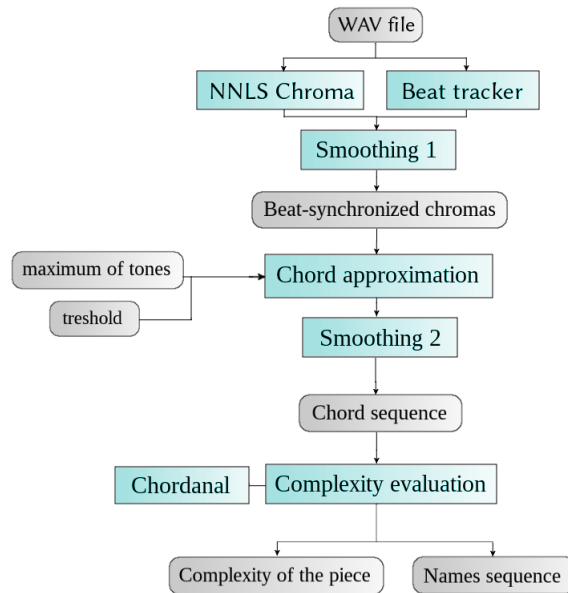 WAV file
NNLS Chroma
Beat tracker
Smoothing 1
Beat-synchronized chromas
maximum of tones
Chord approximation
treshold
Smoothing 2
Chord sequence
Chordanal
Complexity evaluation
Complexity of the piece
Names sequence